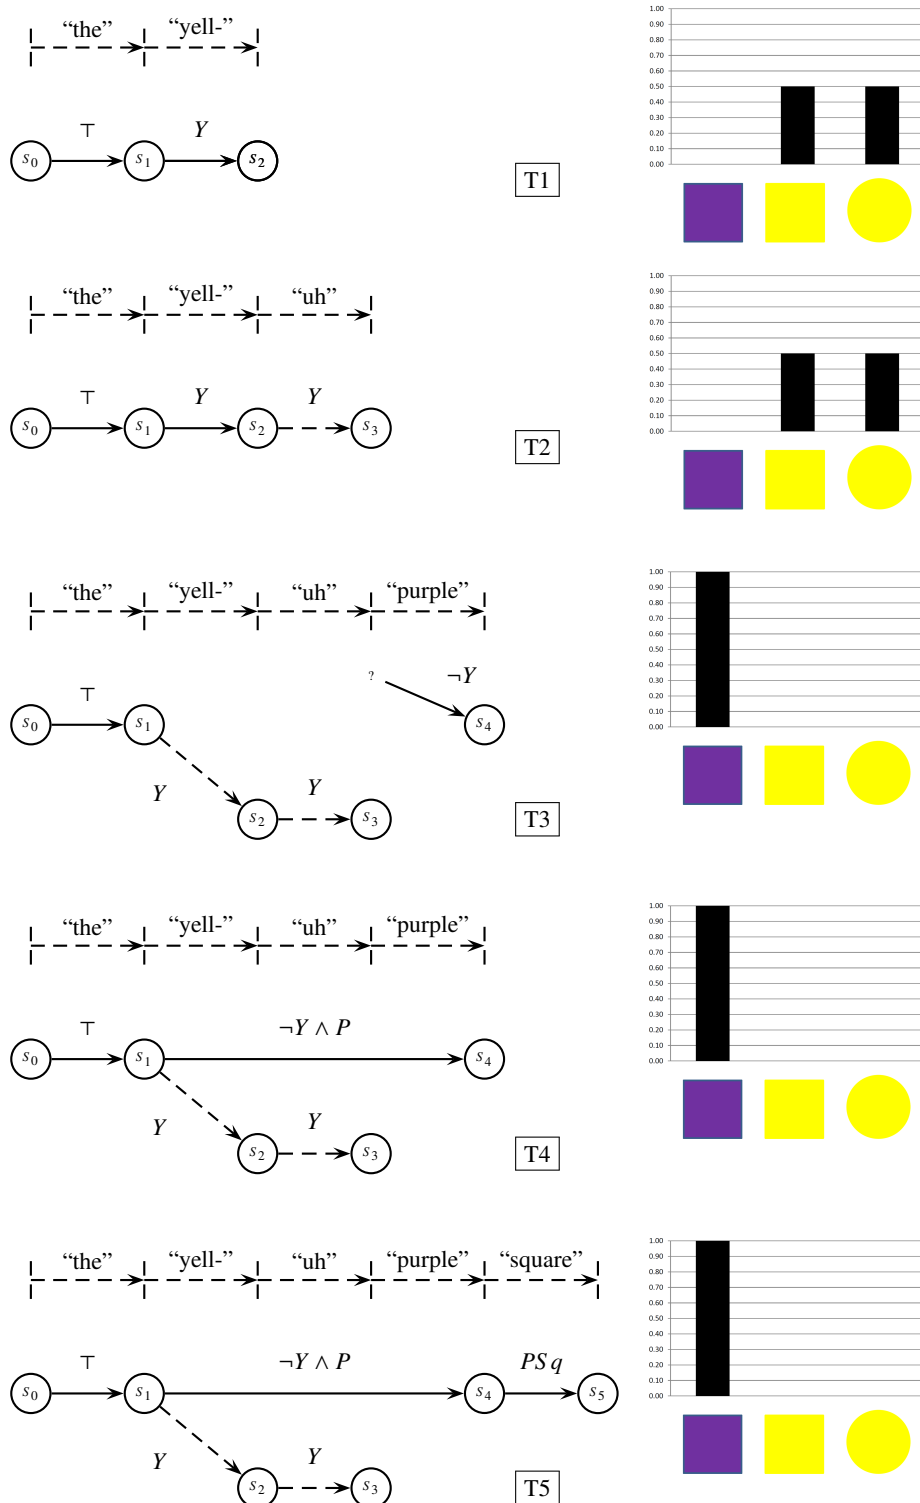 “the” “yell-”
⊤ Y
s0 s1 s2
T1
1.00
0.90
0.80
0.70
0.60
0.50
0.40
0.30
0.20
0.10
0.00
“the” “yell-” “uh”
⊤ Y Y
s0 s1 s2 s3
T2
1.00
0.90
0.80
0.70
0.60
0.50
0.40
0.30
0.20
0.10
0.00
“the” “yell-” “uh” “purple”
? ¬Y
⊤
s0 s1 s4
Y Y
s2 s3
T3
1.00
0.90
0.80
0.70
0.60
0.50
0.40
0.30
0.20
0.10
0.00
“the” “yell-” “uh” “purple”
⊤ ¬Y ∧ P
s0 s1 s4
Y Y
s2 s3
T4
1.00
0.90
0.80
0.70
0.60
0.50
0.40
0.30
0.20
0.10
0.00
“the” “yell-” “uh” “purple” “square”
⊤ ¬Y ∧ P PSq
s0 s1 s4 s5
Y Y
s2 s3
T5
1.00
0.90
0.80
0.70
0.60
0.50
0.40
0.30
0.20
0.10
0.00